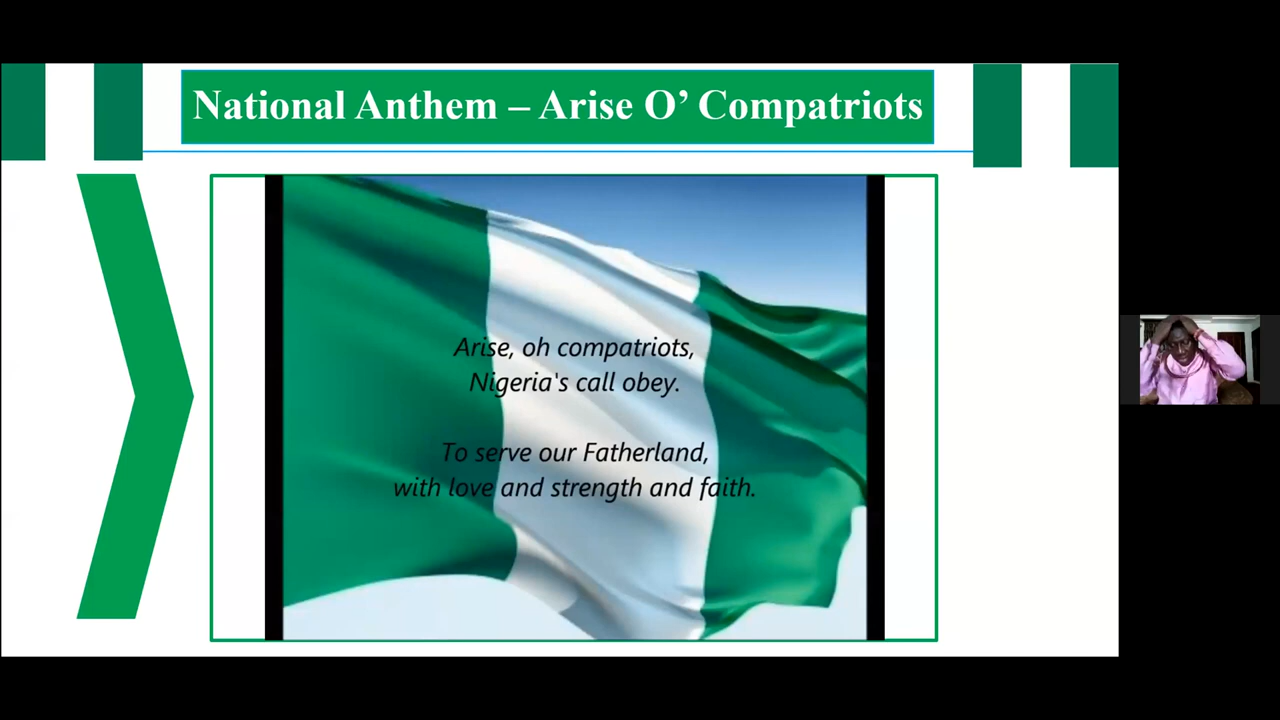 National Anthem – Arise O’ Compatriots
Arise, oh compatriots,
Nigeria's call obey.
To serve our Fatherland,
with love and strength and faith.